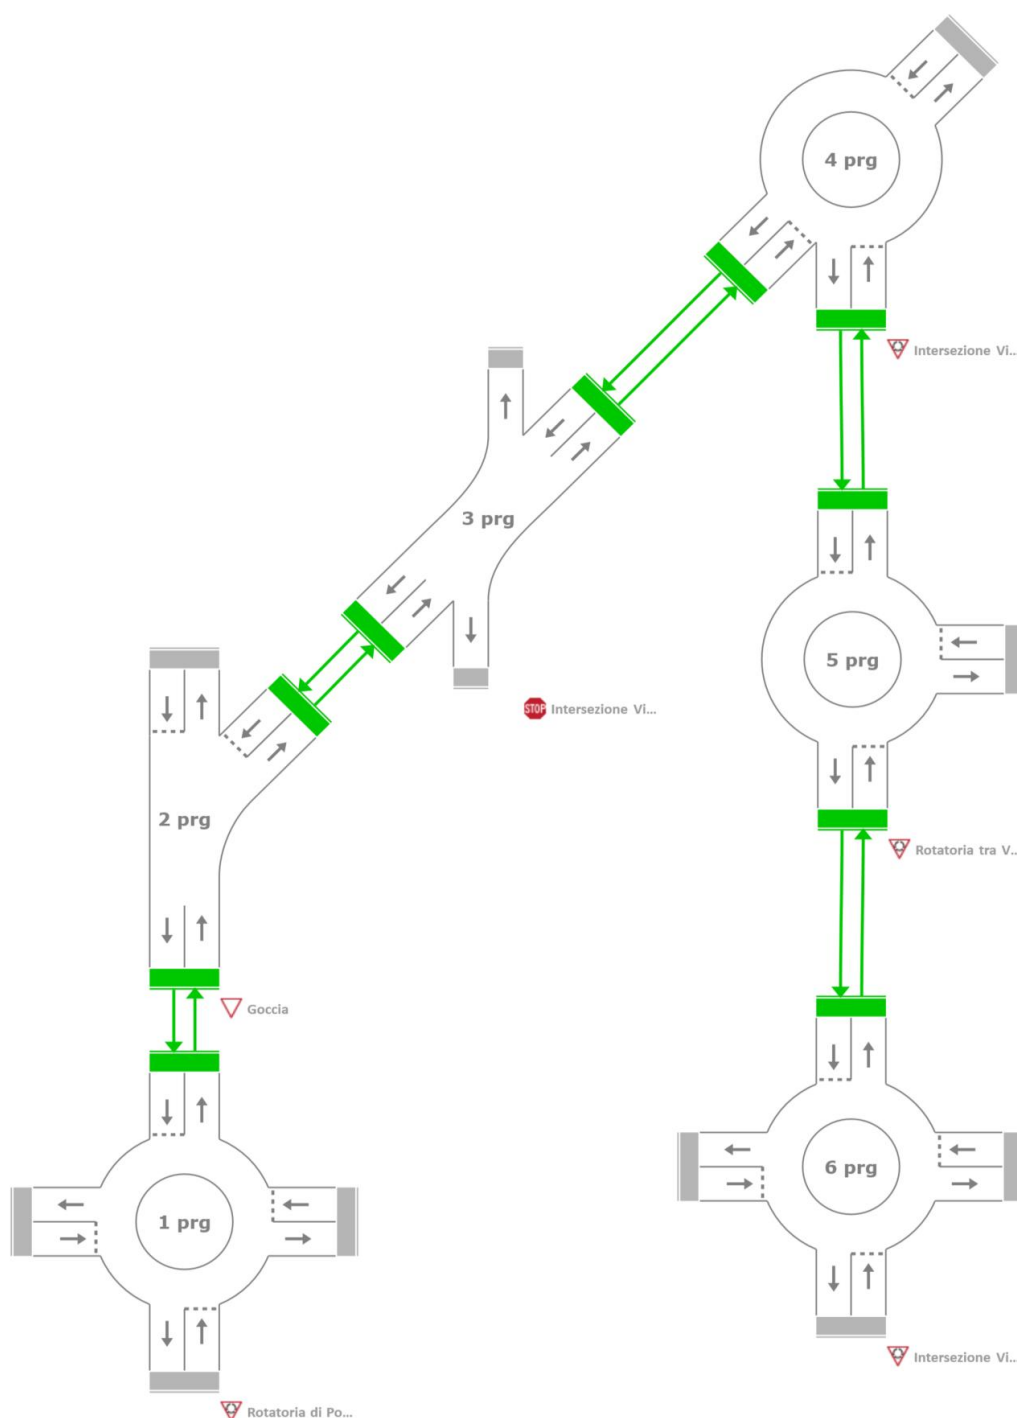 4 prg
Intersezione Vi...
3 prg
5 prg
STOP Intersezione Vi...
2 prg
Rotatoria tra V...
Goccia
6 prg
1 prg
Intersezione Vi...
Rotatoria di Po...